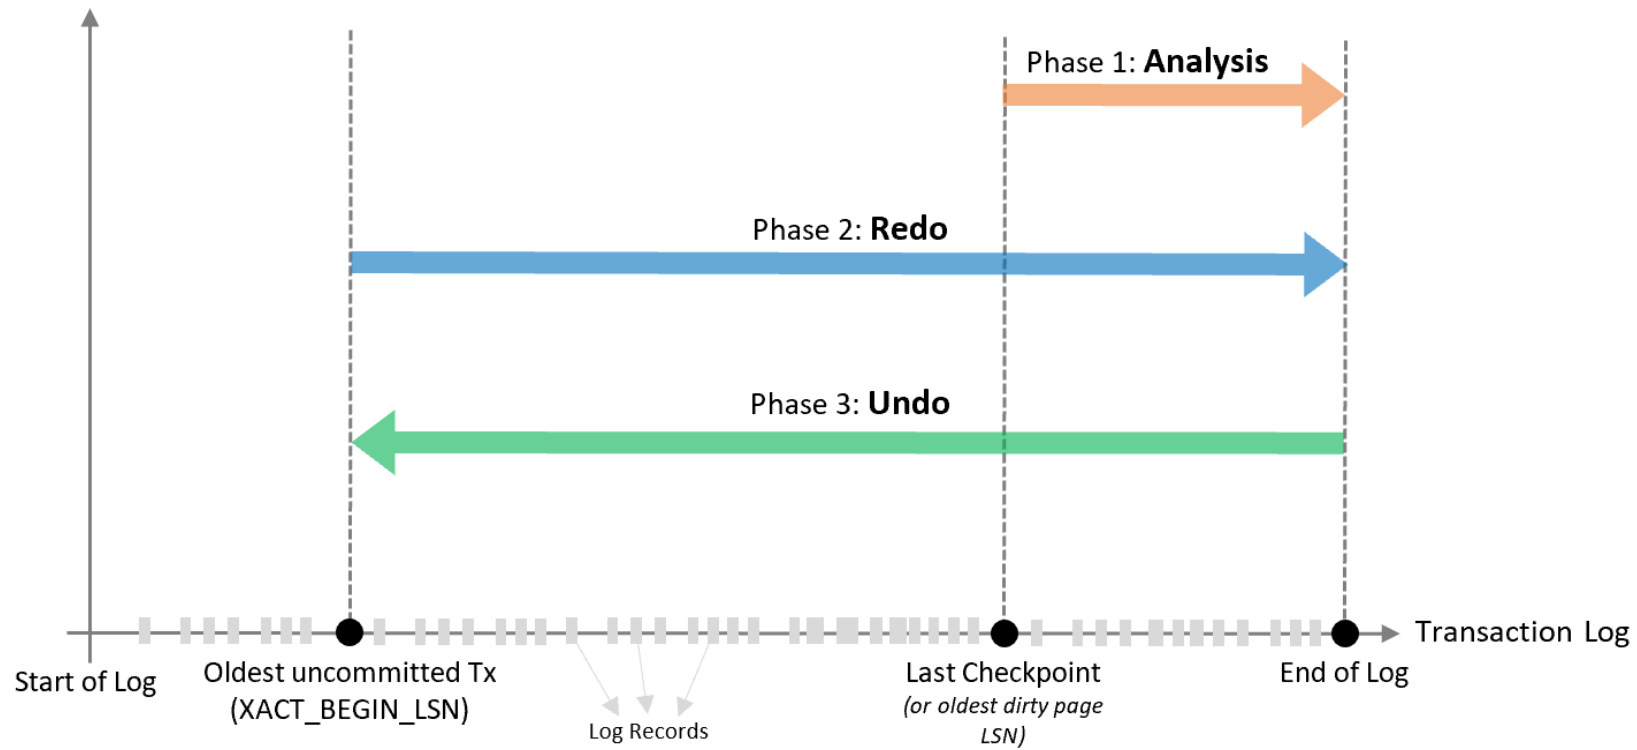 Phase 1: Analysis
Phase 2: Redo
Phase 3: Undo
Transaction Log
Start of Log
Oldest uncommitted Tx
(XACT_BEGIN_LSN)
Log Records
Last Checkpoint
(or oldest dirty page
LSN)
End of Log